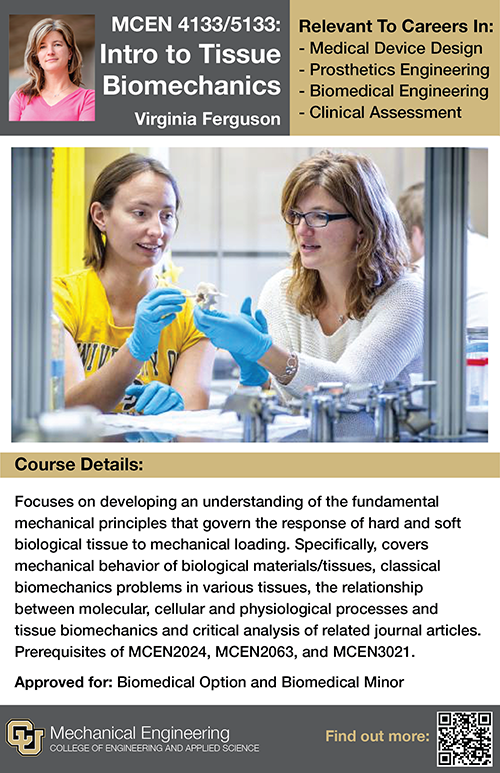 MCEN 4133/5133:
Intro to Tissue
Biomechanics
Virginia Ferguson
Relevant To Careers In:
- Medical Device Design
- Prosthetics Engineering
- Biomedical Engineering
- Clinical Assessment
Course Details:
Focuses on developing an understanding of the fundamental
mechanical principles that govern the response of hard and soft
biological tissue to mechanical loading. Specifically, covers
mechanical behavior of biological materials/tissues, classical
biomechanics problems in various tissues, the relationship
between molecular, cellular and physiological processes and
tissue biomechanics and critical analysis of related journal articles.
Prerequisites of MCEN2024, MCEN2063, and MCEN3021.
Approved for: Biomedical Option and Biomedical Minor
CU
Mechanical Engineering
COLLEGE OF ENGINEERING AND APPLIED SCIENCE
Find out more: